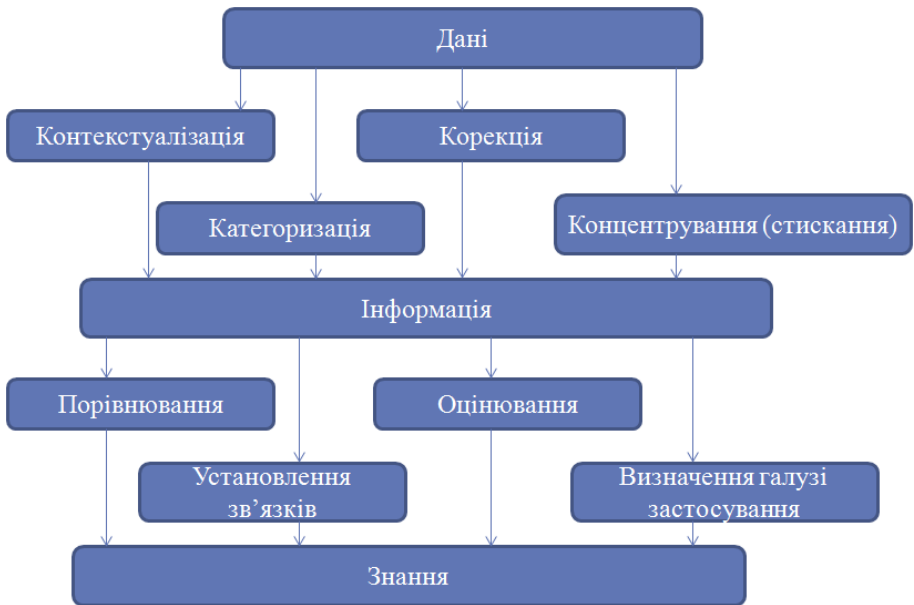 Дані
Контекстуалізація
Корекція
Категоризація
Концентрування (стискання)
Інформація
Порівнювання
Оцінювання
Установлення
зв’язків
Визначення галузі
застосування
Знання